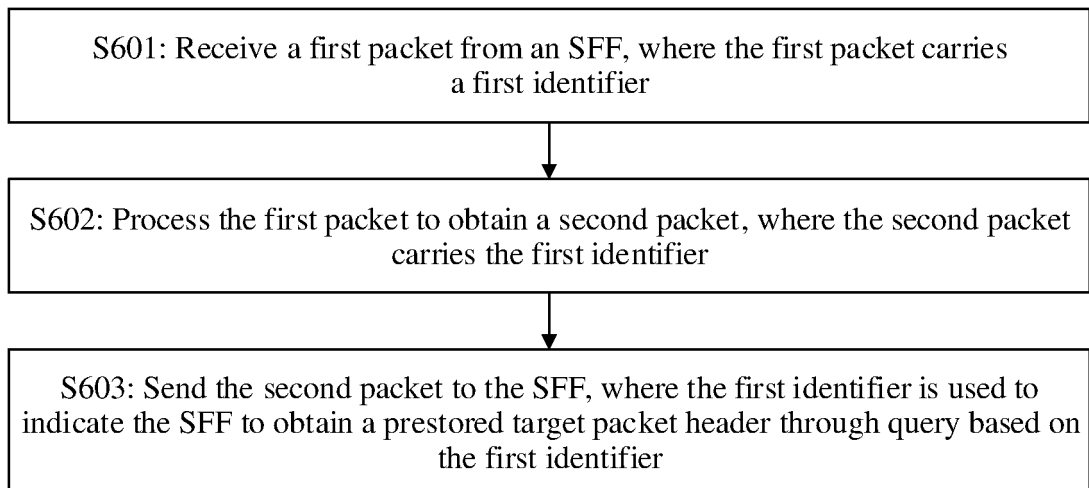 S601: Receive a first packet from an SFF, where the first packet carries
a first identifier
S602: Process the first packet to obtain a second packet, where the second packet
carries the first identifier
S603: Send the second packet to the SFF, where the first identifier is used to
indicate the SFF to obtain a prestored target packet header through query based on
the first identifier